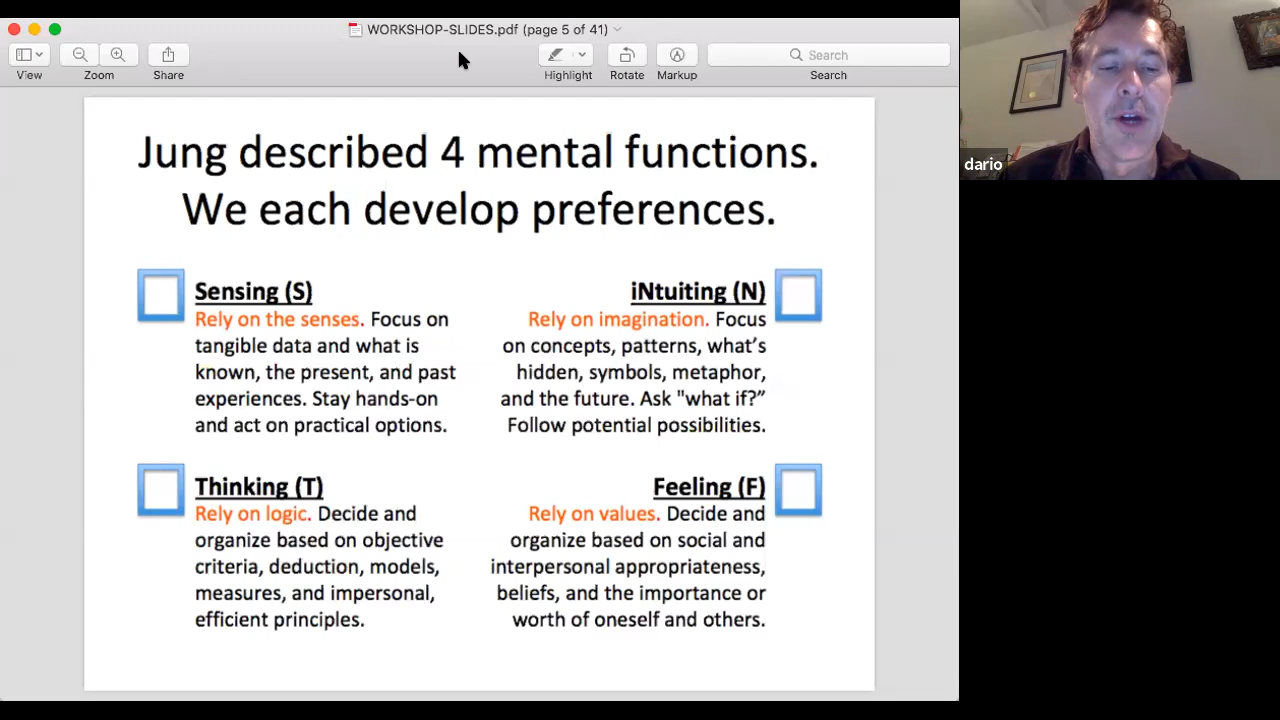 WORKSHOP-SLIDES.pdf (page 5 of 41)
View
Zoom
Share
Highlight
Rotate
Markup
Search
Search
dario
Jung described 4 mental functions.
We each develop preferences.
Sensing (S)
Rely on the senses. Focus on
tangible data and what is
known, the present, and past
experiences. Stay hands-on
and act on practical options.
iNtuiting (N)
Rely on imagination. Focus
on concepts, patterns, what’s
hidden, symbols, metaphor,
and the future. Ask "what if?”
Follow potential possibilities.
Thinking (T)
Rely on logic. Decide and
organize based on objective
criteria, deduction, models,
measures, and impersonal,
efficient principles.
Feeling (F)
Rely on values. Decide and
organize based on social and
interpersonal appropriateness,
beliefs, and the importance or
worth of oneself and others.